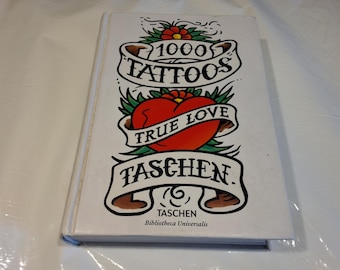 1000
TATTOOS
TRUE LOVE
TASCHEN.
TASCHEN
Bibliotheca Universalis